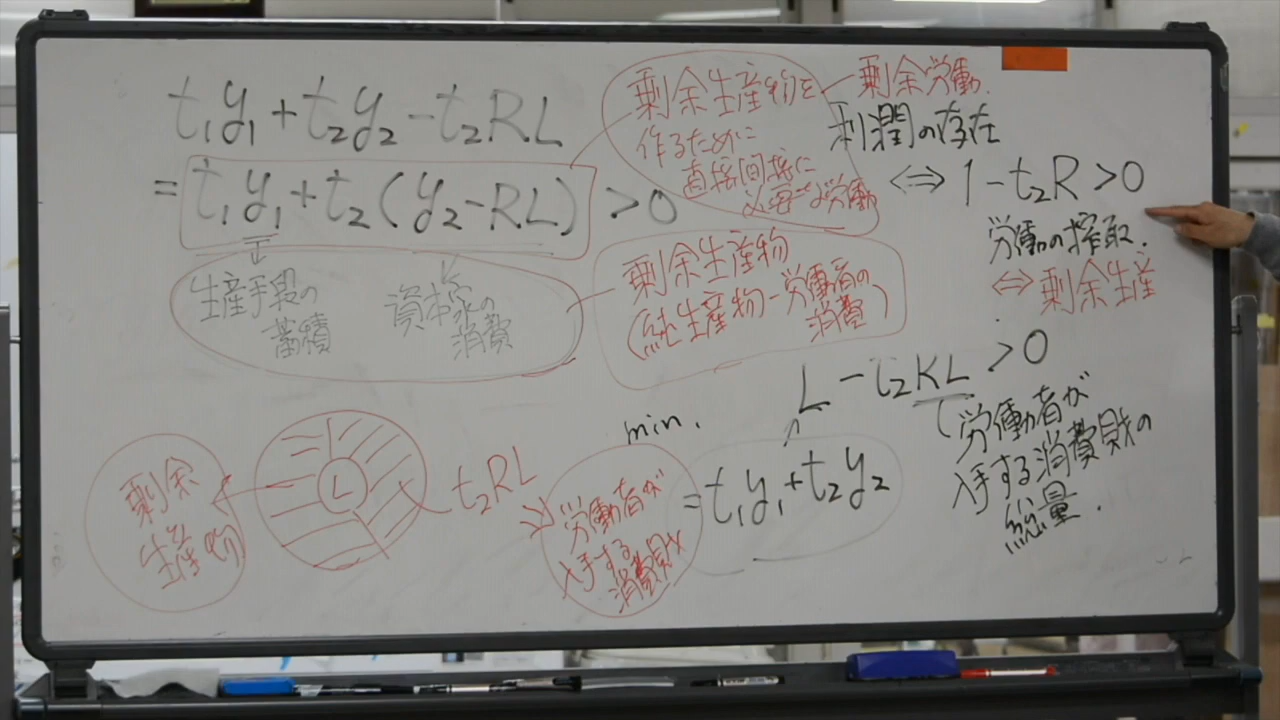 t₁y₁+t₂y₂-t₂RL
=t₁y₁+t₂(y₂-RL)>0
生産手段の
蓄積
資本家の
消費
剰余生産物を
作るために
直接間接に
必要な労働
剰余労働
利潤の存在
⇔ 1-t₂R>0
労働の搾取.
⇔ 剰余生産
剰余生産物
(純生産物-労働者の
消費)
L-t₂RL>0
労働者が
入手する消費財の
総量.
min.
=t₁y₁+t₂y₂
剰余
生産物
L
t₂RL
労働者が
入手する
消費財